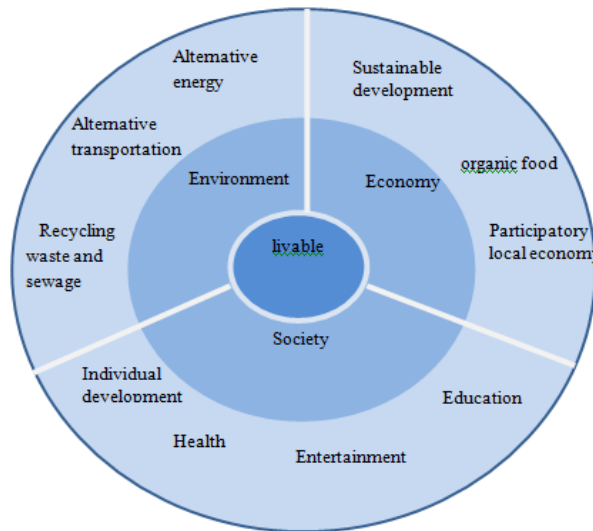 Alternative
energy
Sustainable
development
Alternative
transportation
organic food
Environment
Economy
Recycling
waste and
sewage
Participatory
local economy
livable
Society
Individual
development
Education
Health
Entertainment